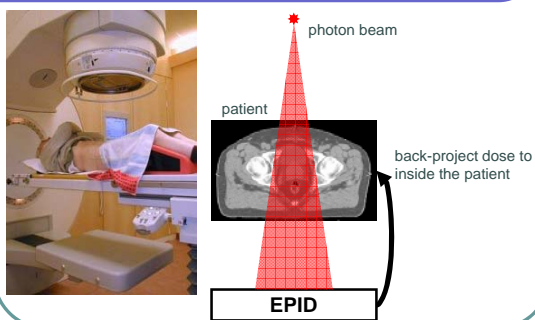 photon beam
patient
back-project dose to
inside the patient
EPID